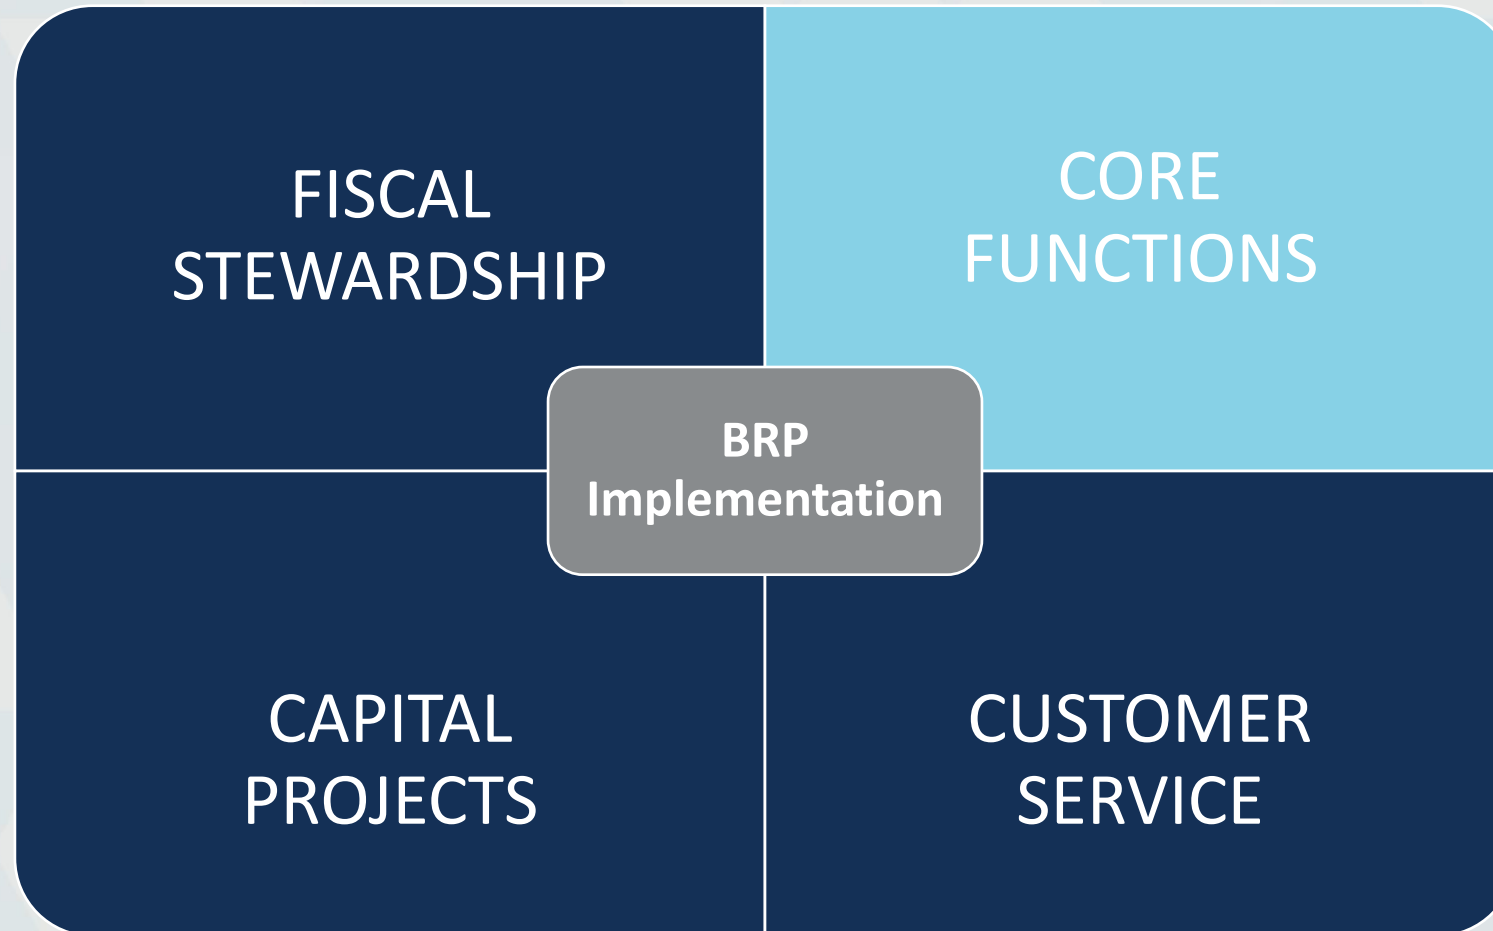 FISCAL
STEWARDSHIP
CORE
FUNCTIONS
BRP
Implementation
CAPITAL
PROJECTS
CUSTOMER
SERVICE